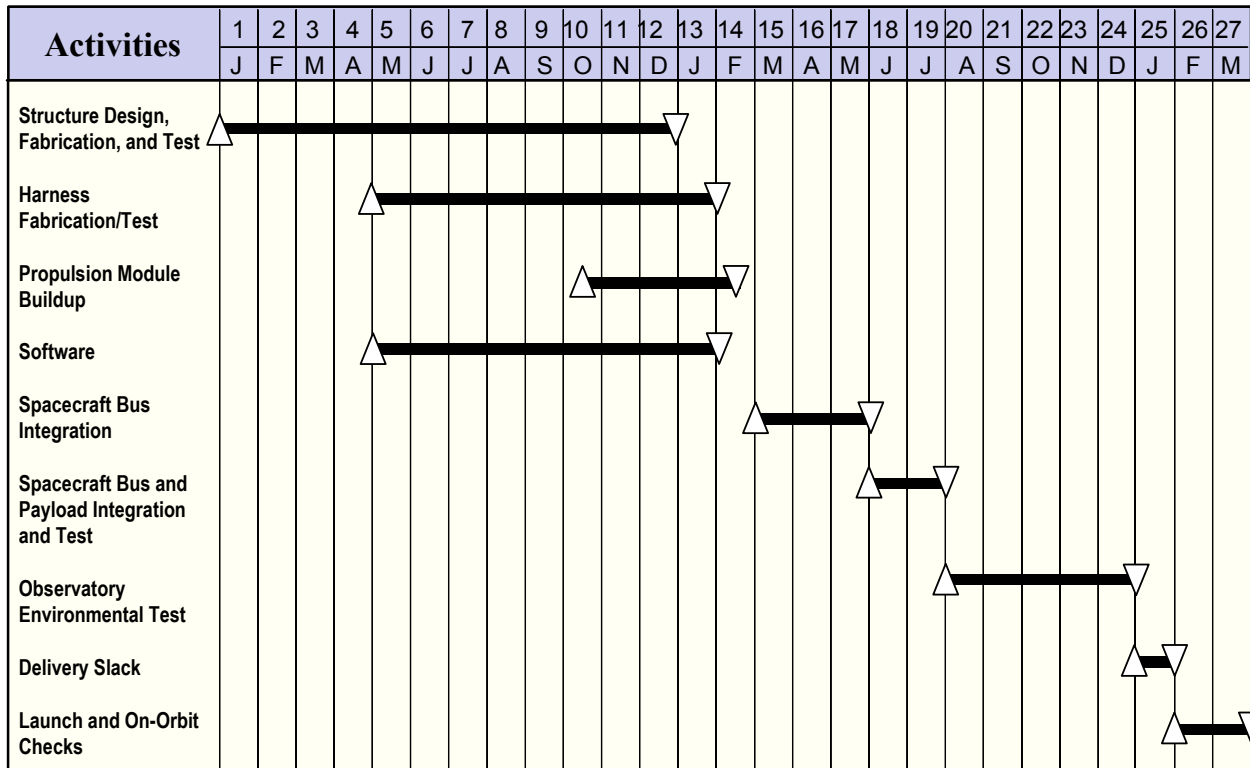 Activities
1 2 3 4 5 6 7 8 9 10 11 12 13 14 15 16 17 18 19 20 21 22 23 24 25 26 27
J F M A M J J A S O N D J F M A M J J A S O N D J F M
Structure Design,
Fabrication, and Test
Harness
Fabrication/Test
Propulsion Module
Buildup
Software
Spacecraft Bus
Integration
Spacecraft Bus and
Payload Integration
and Test
Observatory
Environmental Test
Delivery Slack
Launch and On-Orbit
Checks